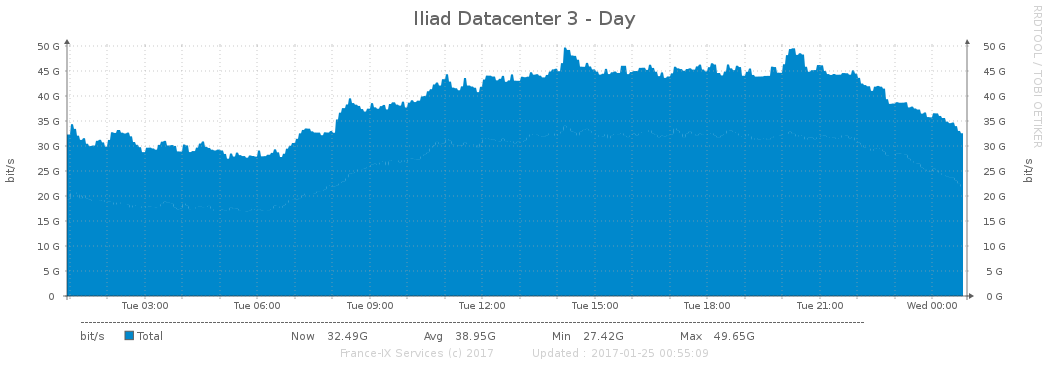 Iliad Datacenter 3 - Day
RRDTOOL / TOBI OETIKER
bit/s
50 G
45 G
40 G
35 G
30 G
25 G
20 G
15 G
10 G
5 G
0
50 G
45 G
40 G
35 G
30 G
25 G
20 G
15 G
10 G
5 G
0 G
bit/s
Tue 03:00 Tue 06:00 Tue 09:00 Tue 12:00 Tue 15:00 Tue 18:00 Tue 21:00 Wed 00:00
bit/s Total Now 32.49G Avg 38.95G Min 27.42G Max 49.65G
France-IX Services (c) 2017 Updated : 2017-01-25 00:55:09